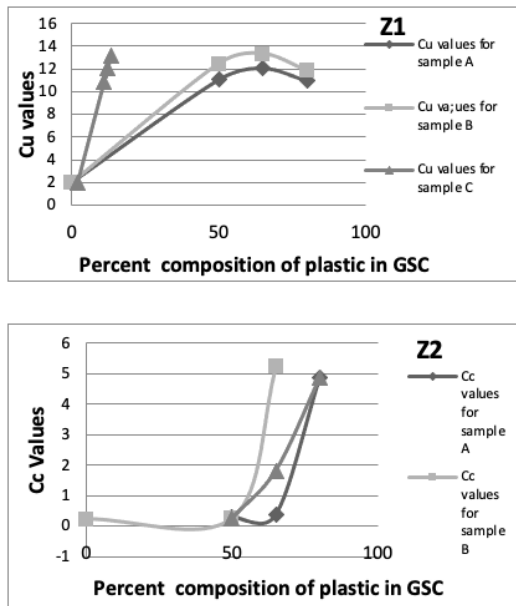 Z1
16
14
12
10
8
6
4
2
0
Cu values
0 50 100
Percent composition of plastic in GSC
Cu values for
sample A
Cu va;ues for
sample B
Cu values for
sample C
Z2
6
5
4
3
2
1
0
-1
Cc Values
0 50 100
Percent composition of plastic in GSC
Cc
values
for
sample
A
Cc
values
for
sample
B